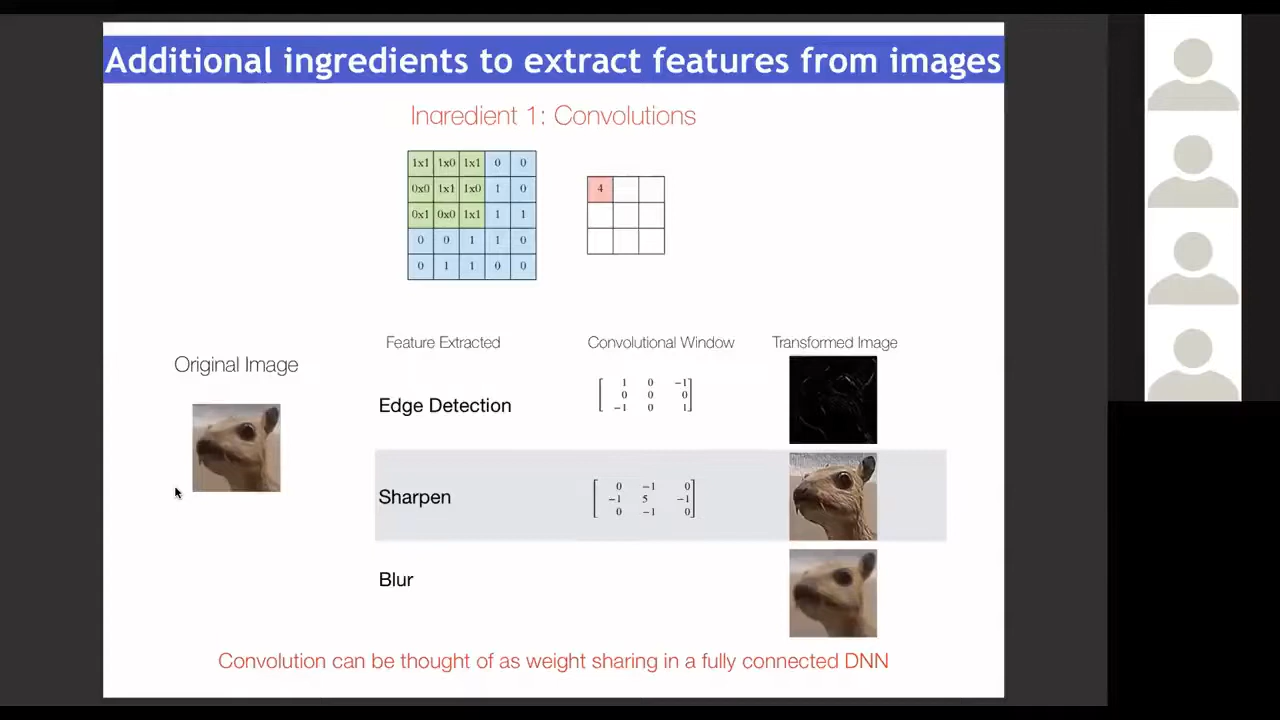 Additional ingredients to extract features from images
Ingredient 1: Convolutions
1x1 1x0 1x1 0 0
0x0 1x1 1x0 1 0
0x1 0x0 1x1 1 1
0 0 1 1 0
0 1 1 0 0
4
Original Image
Feature Extracted Convolutional Window Transformed Image
Edge Detection
1 0 −1
0 0 0
−1 0 1
Sharpen
0 −1 0
−1 5 −1
0 −1 0
Blur
Convolution can be thought of as weight sharing in a fully connected DNN